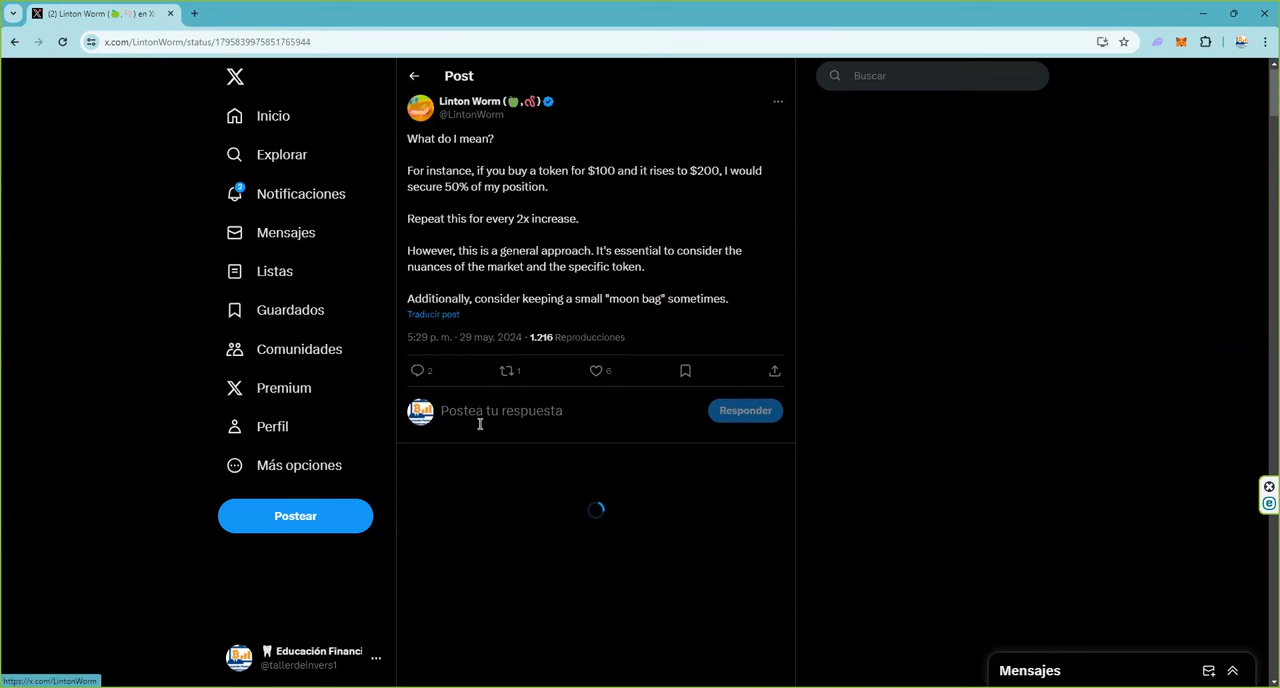 (2) Linton Worm (🍏,🪱) en X:
x.com/LintonWorm/status/1795839975851765944
Inicio
Explorar
2
Notificaciones
Mensajes
Listas
Guardados
Comunidades
Premium
Perfil
Más opciones
Postear
Educación Financi
@tallerdeinvers1
Post
Linton Worm (🍏,🪱)
@LintonWorm
What do I mean?
For instance, if you buy a token for $100 and it rises to $200, I would
secure 50% of my position.
Repeat this for every 2x increase.
However, this is a general approach. It's essential to consider the
nuances of the market and the specific token.
Additionally, consider keeping a small "moon bag" sometimes.
Traducir post
5:29 p. m. · 29 may. 2024 · 1.216 Reproducciones
2 1 6
Postea tu respuesta
Responder
Buscar
Mensajes
https://x.com/LintonWorm